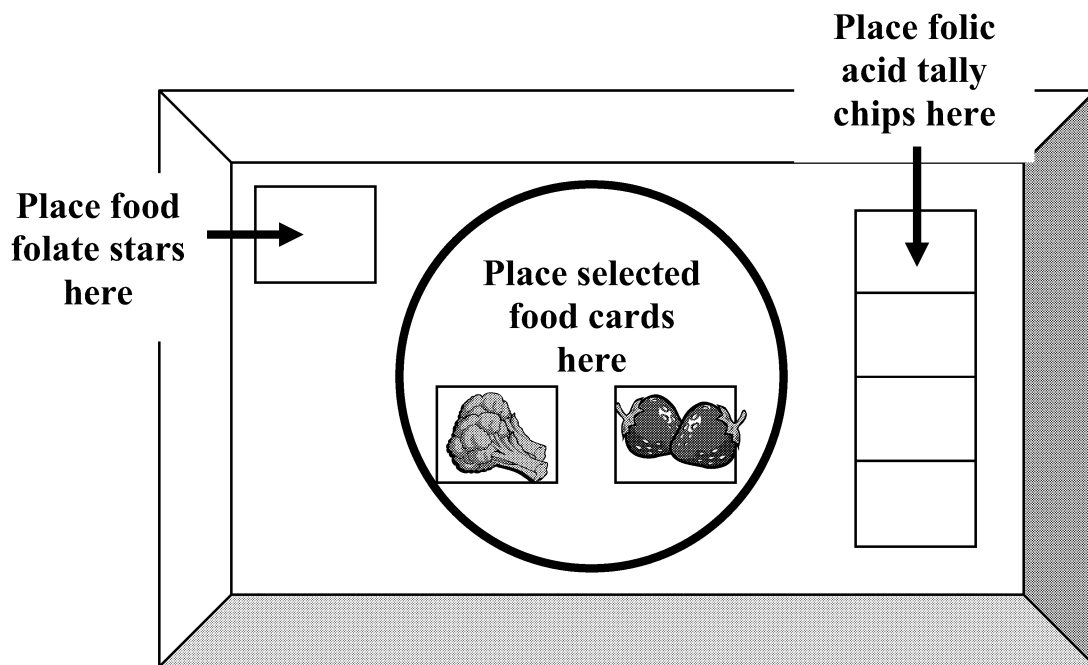 Place folic
acid tally
chips here
Place food
folate stars
here
Place selected
food cards
here